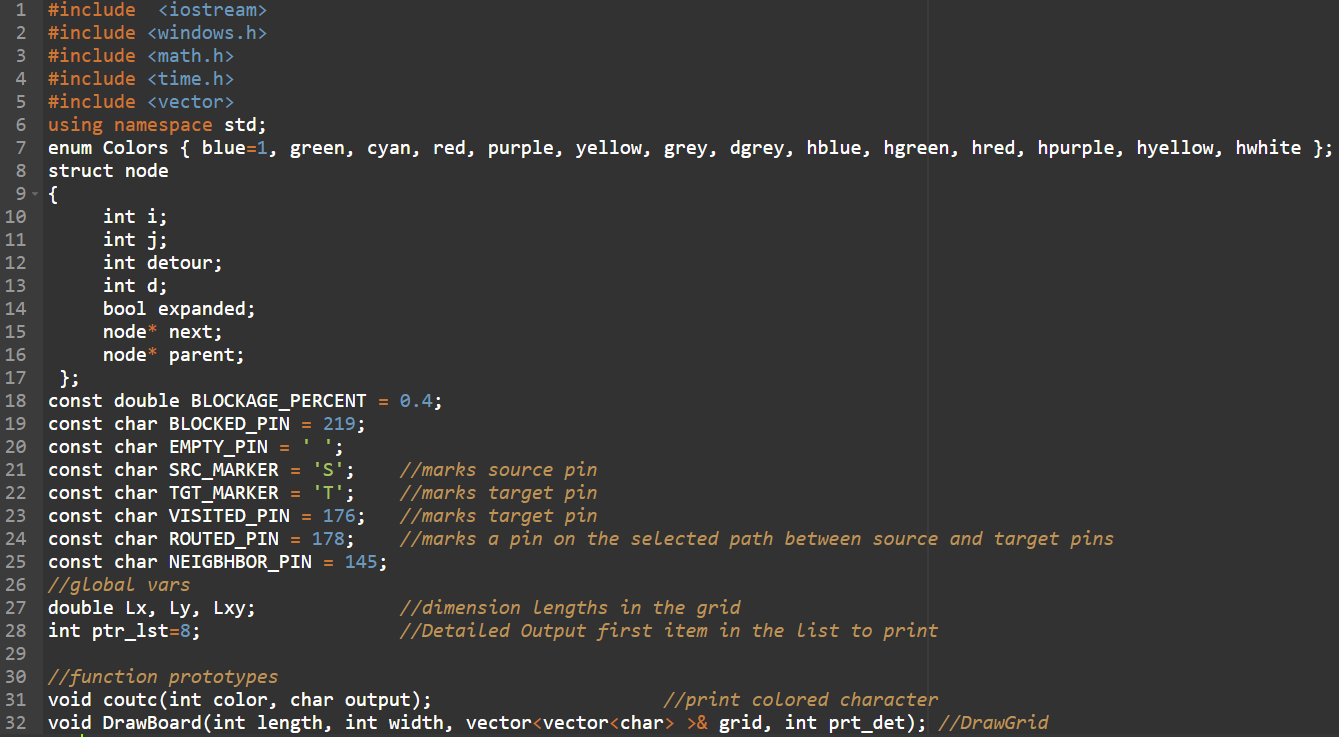 1 #include  <iostream>
2 #include <windows.h>
3 #include <math.h>
4 #include <time.h>
5 #include <vector>
6 using namespace std;
7 enum Colors { blue=1, green, cyan, red, purple, yellow, grey, dgrey, hblue, hgreen, hred, hpurple, hyellow, hwhite };
8 struct node
9 {
10      int i;
11      int j;
12      int detour;
13      int d;
14      bool expanded;
15      node* next;
16      node* parent;
17  };
18 const double BLOCKAGE_PERCENT = 0.4;
19 const char BLOCKED_PIN = 219;
20 const char EMPTY_PIN = ' ';
21 const char SRC_MARKER = 'S';    //marks source pin
22 const char TGT_MARKER = 'T';    //marks target pin
23 const char VISITED_PIN = 176;   //marks target pin
24 const char ROUTED_PIN = 178;    //marks a pin on the selected path between source and target pins
25 const char NEIGBHBOR_PIN = 145;
26 //global vars
27 double Lx, Ly, Lxy;             //dimension lengths in the grid
28 int ptr_lst=8;                  //Detailed Output first item in the list to print
29
30 //function prototypes
31 void coutc(int color, char output);                     //print colored character
32 void DrawBoard(int length, int width, vector<vector<char> >& grid, int prt_det); //DrawGrid